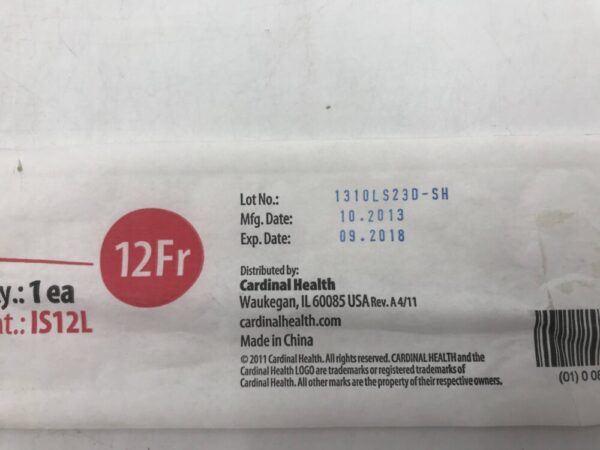 12Fr
y.: 1 ea
at.: IS12L
Lot No.: 1310LS23D-SH
Mfg. Date: 10.2013
Exp. Date: 09.2018
Distributed by:
Cardinal Health
Waukegan, IL 60085 USA Rev. A 4/11
cardinalhealth.com
Made in China
© 2011 Cardinal Health. All rights reserved. CARDINAL HEALTH and the
Cardinal Health LOGO are trademarks or registered trademarks of
Cardinal Health. All other marks are the property of their respective owners.
(01) 0 08